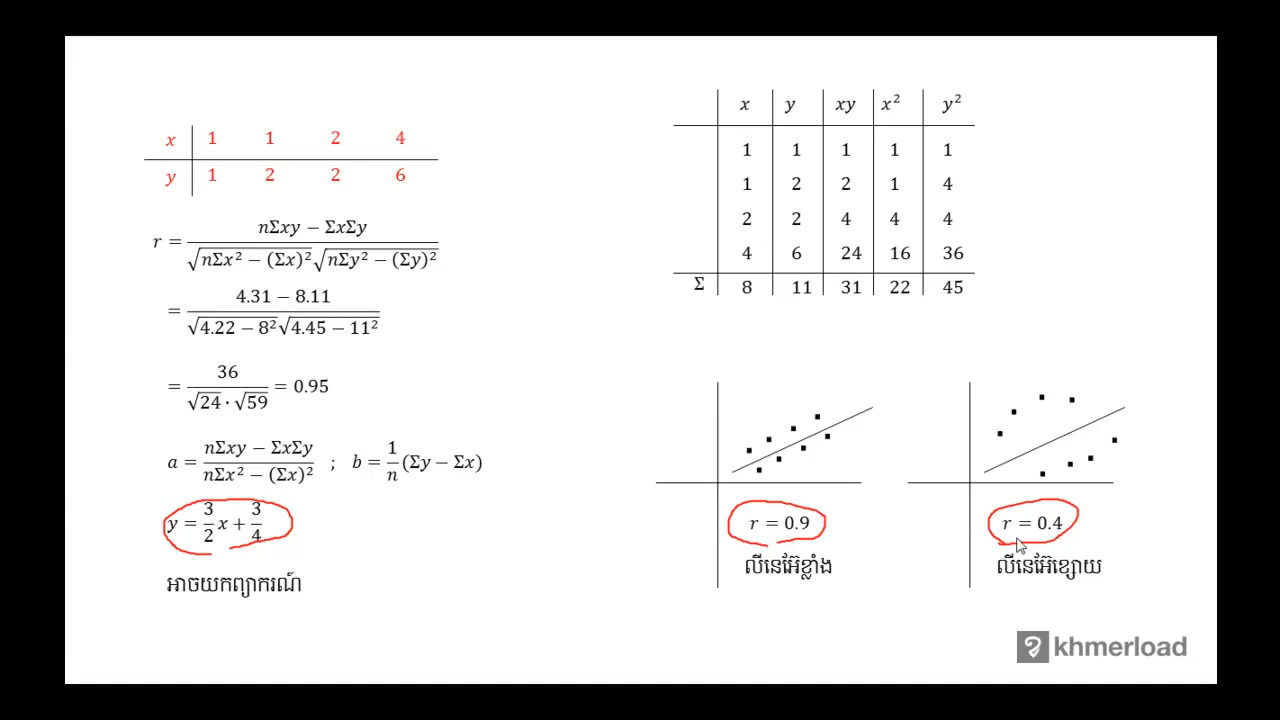 x 1 1 2 4
y 1 2 2 6
r = nΣxy − ΣxΣy / √nΣx² − (Σx)² √nΣy² − (Σy)²
= 4.31 − 8.11 / √4.22 − 8² √4.45 − 11²
= 36 / √24 · √59 = 0.95
a = nΣxy − ΣxΣy / nΣx² − (Σx)² ; b = 1/n (Σy − Σx)
y = 3/2 x + 3/4
អាចយកព្យាករណ៍
x y xy x² y²
1 1 1 1 1
1 2 2 1 4
2 2 4 4 4
4 6 24 16 36
Σ 8 11 31 22 45
r = 0.9
លីនេអ៊ែខ្លាំង
r = 0.4
លីនេអ៊ែខ្សោយ
khmerload